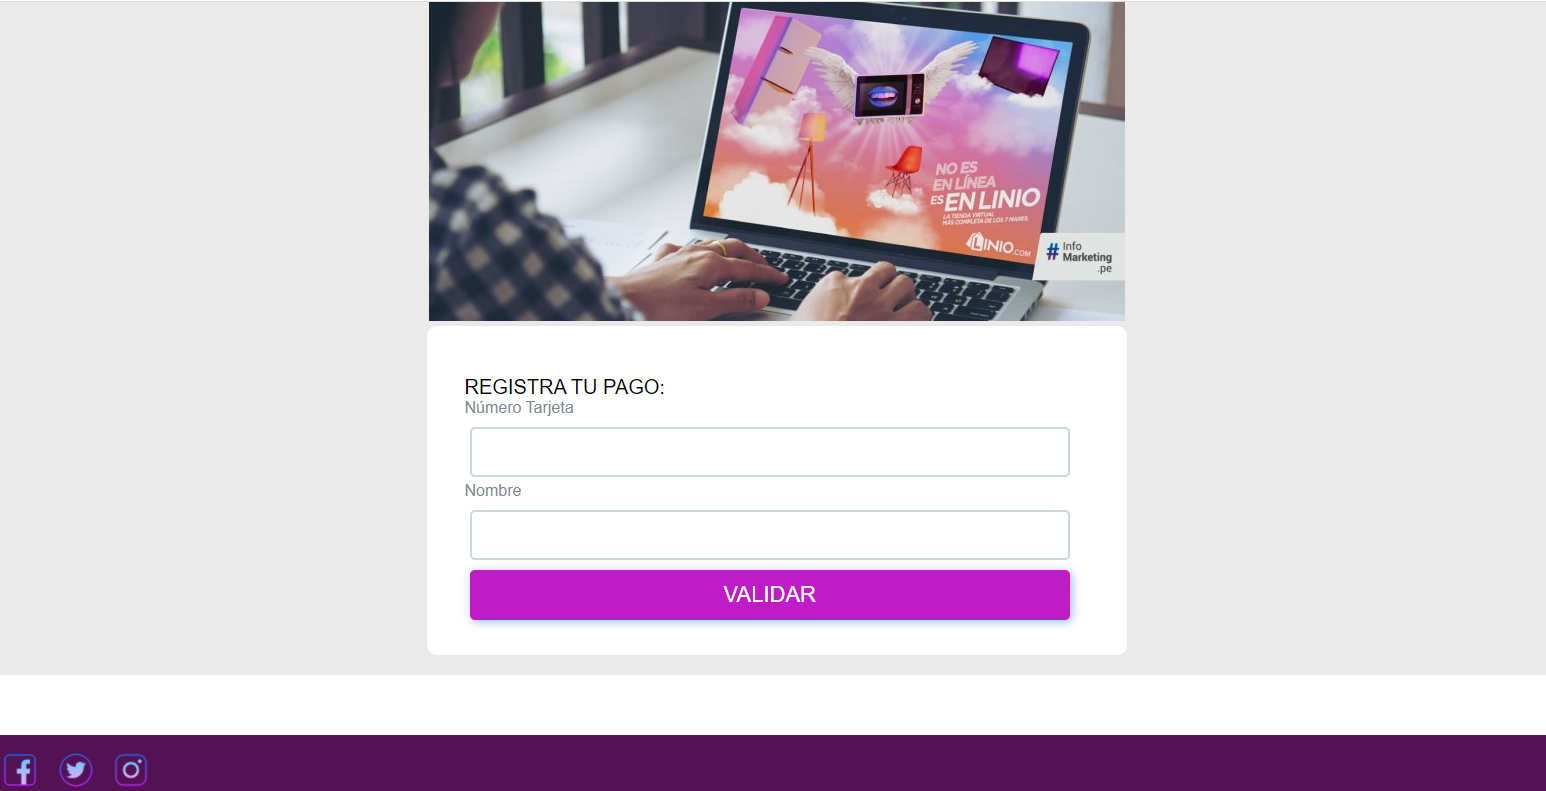 NO ES
EN LÍNEA
ES EN LINIO
LA TIENDA VIRTUAL
MÁS COMPLETA DE LOS 7 MARES.
LINIO.COM
# Info
Marketing
.pe
REGISTRA TU PAGO:
Número Tarjeta
Nombre
VALIDAR